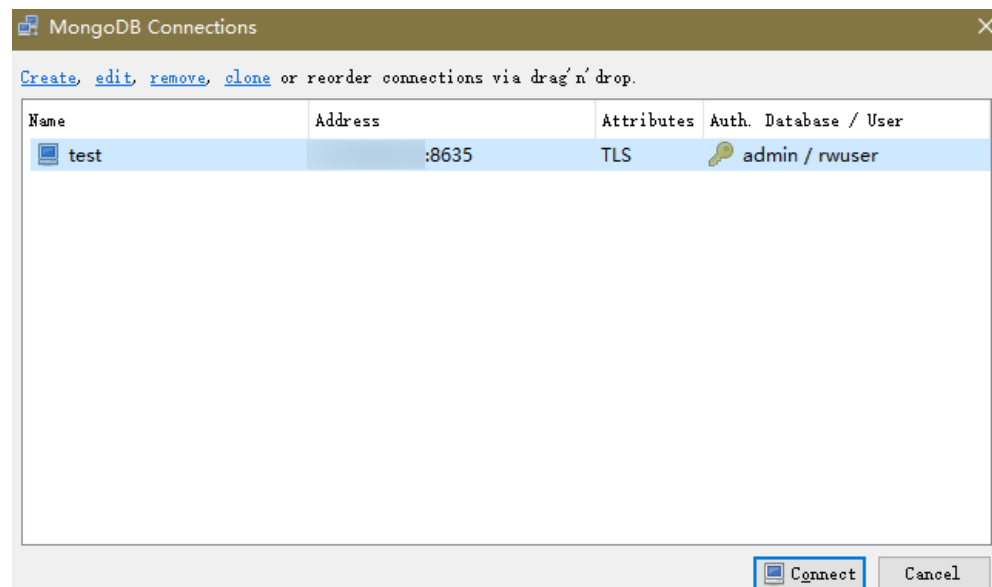 MongoDB Connections
Create, edit, remove, clone or reorder connections via drag'n'drop.
Name Address Attributes Auth. Database / User
test :8635 TLS admin / rwuser
Connect Cancel